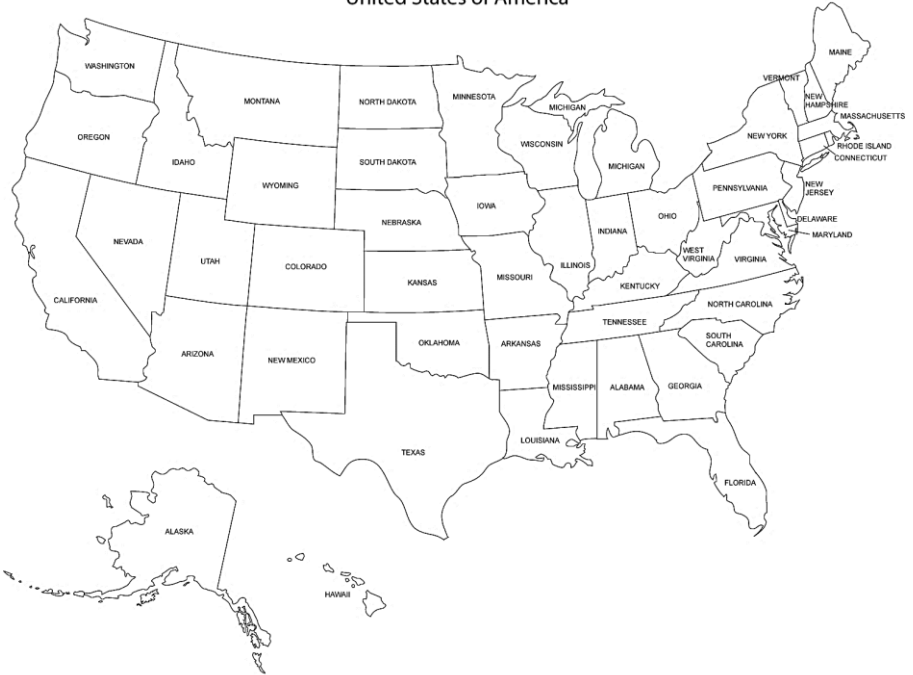 United States of America
WASHINGTON
MONTANA
NORTH DAKOTA
MINNESOTA
MICHIGAN
MAINE
VERMONT
NEW
HAMPSHIRE
MASSACHUSETTS
OREGON
IDAHO
SOUTH DAKOTA
WISCONSIN
MICHIGAN
NEW YORK
RHODE ISLAND
CONNECTICUT
WYOMING
IOWA
PENNSYLVANIA
NEW
JERSEY
NEBRASKA
INDIANA
OHIO
DELAWARE
MARYLAND
NEVADA
UTAH
COLORADO
ILLINOIS
WEST
VIRGINIA
VIRGINIA
CALIFORNIA
KANSAS
MISSOURI
KENTUCKY
NORTH CAROLINA
TENNESSEE
ARIZONA
NEW MEXICO
OKLAHOMA
ARKANSAS
SOUTH
CAROLINA
MISSISSIPPI
ALABAMA
GEORGIA
TEXAS
LOUISIANA
FLORIDA
ALASKA
HAWAII